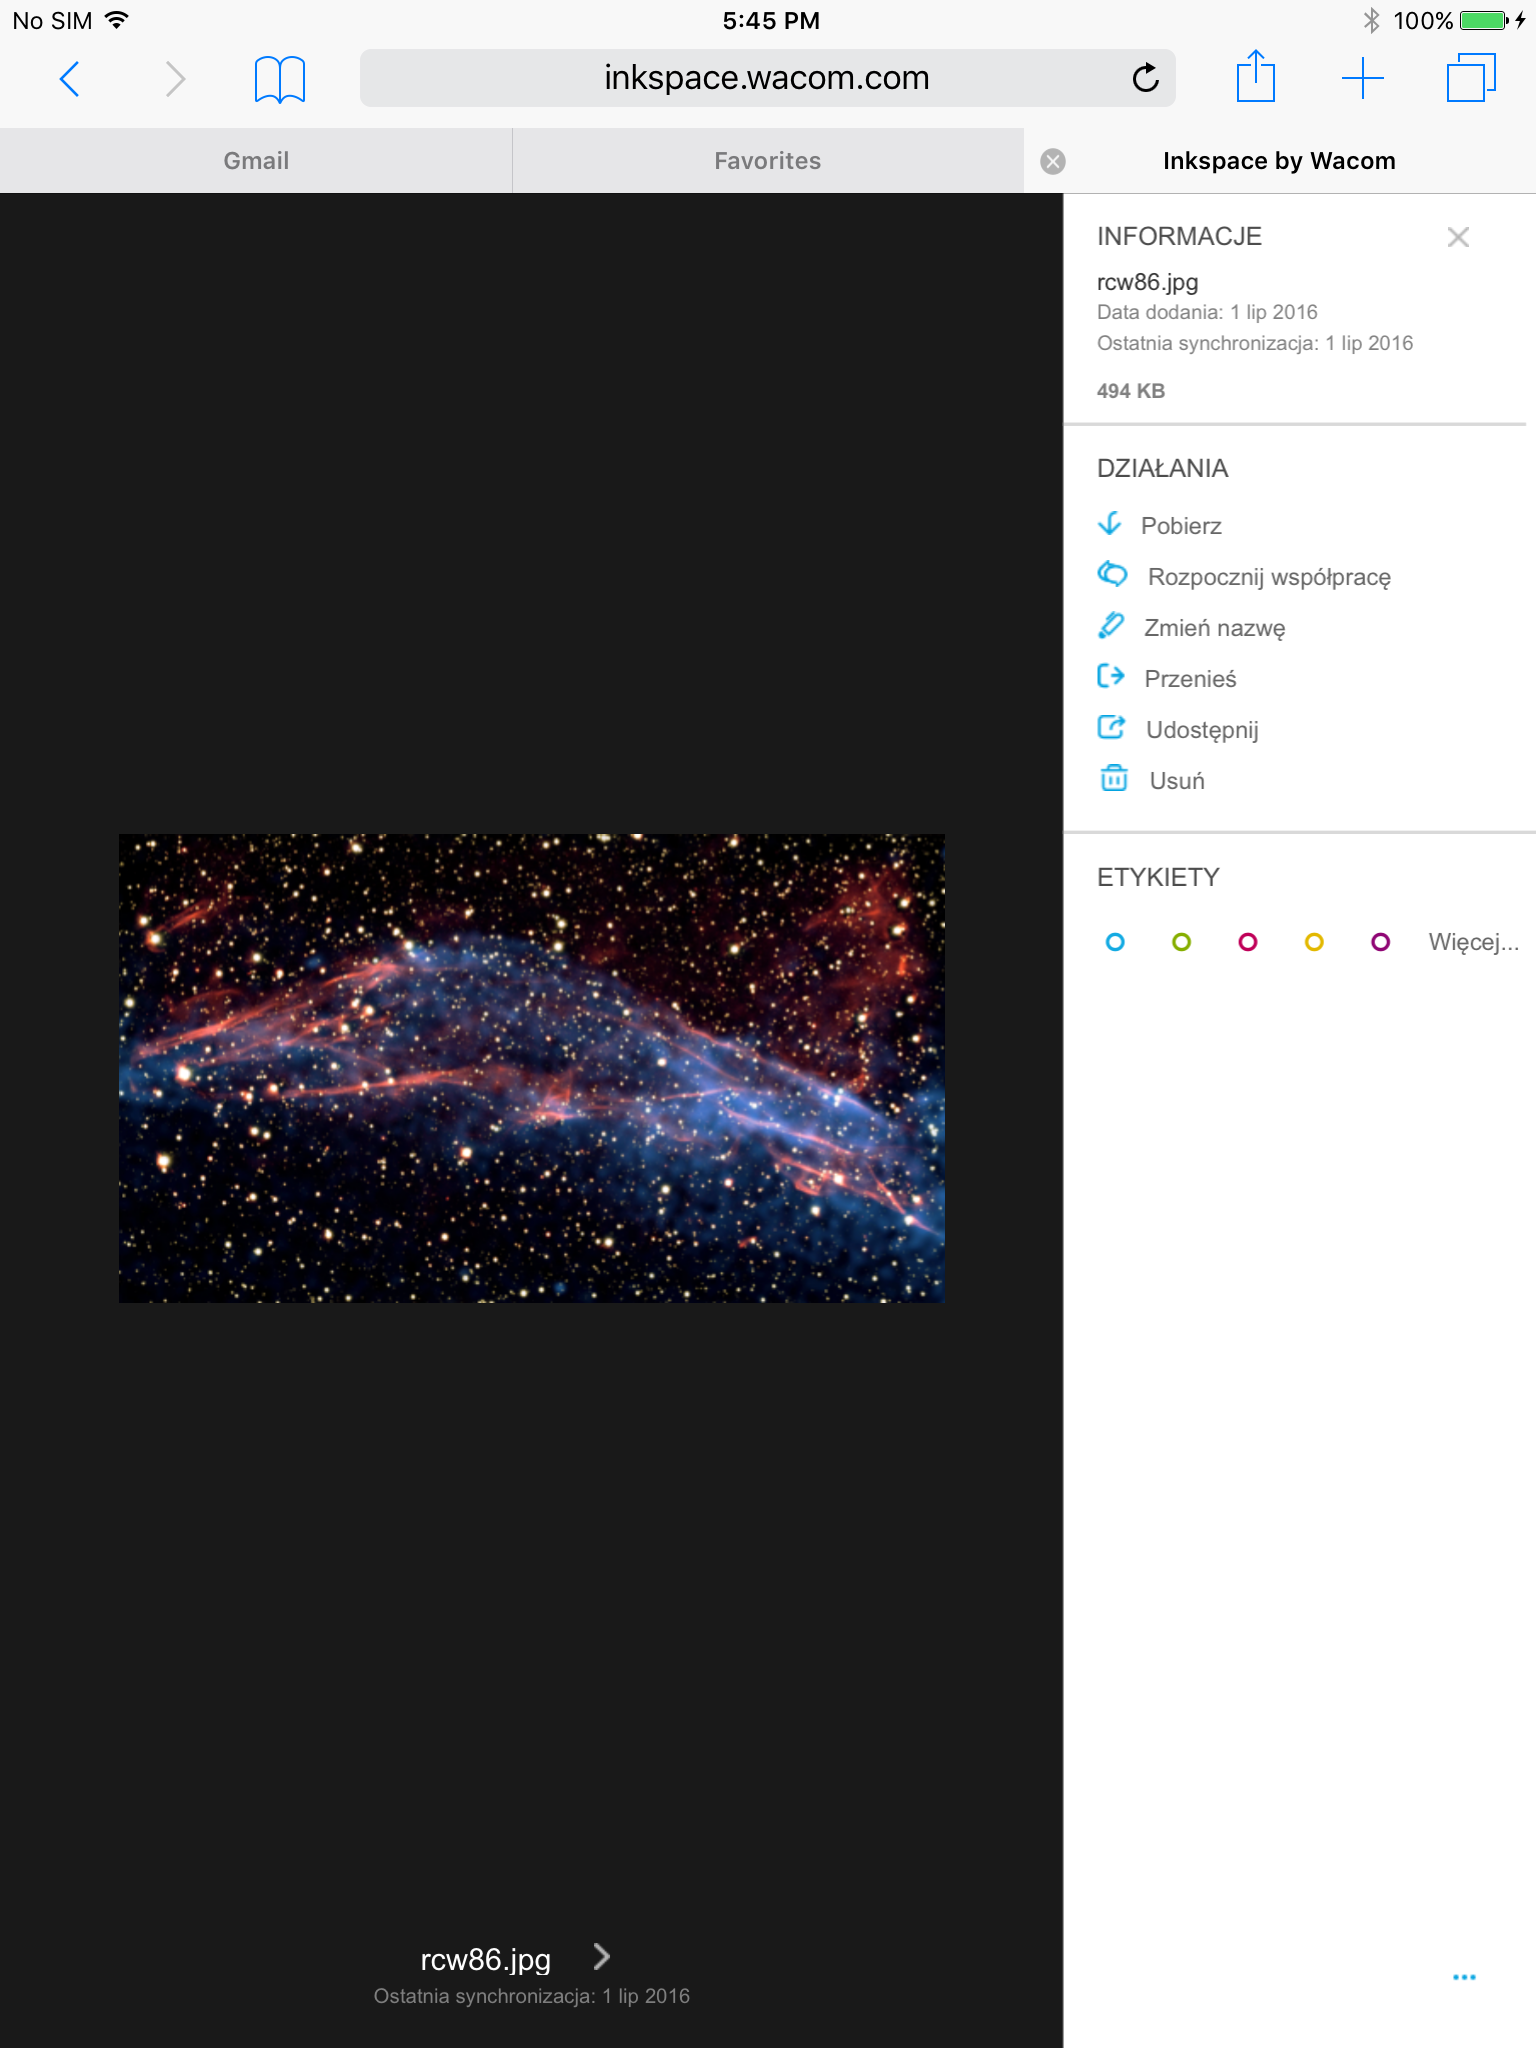 No SIM 5:45 PM 100%
inkspace.wacom.com
Gmail Favorites Inkspace by Wacom
INFORMACJE
rcw86.jpg
Data dodania: 1 lip 2016
Ostatnia synchronizacja: 1 lip 2016
494 KB
DZIAŁANIA
Pobierz
Rozpocznij współpracę
Zmień nazwę
Przenieś
Udostępnij
Usuń
ETYKIETY
Więcej...
rcw86.jpg
Ostatnia synchronizacja: 1 lip 2016